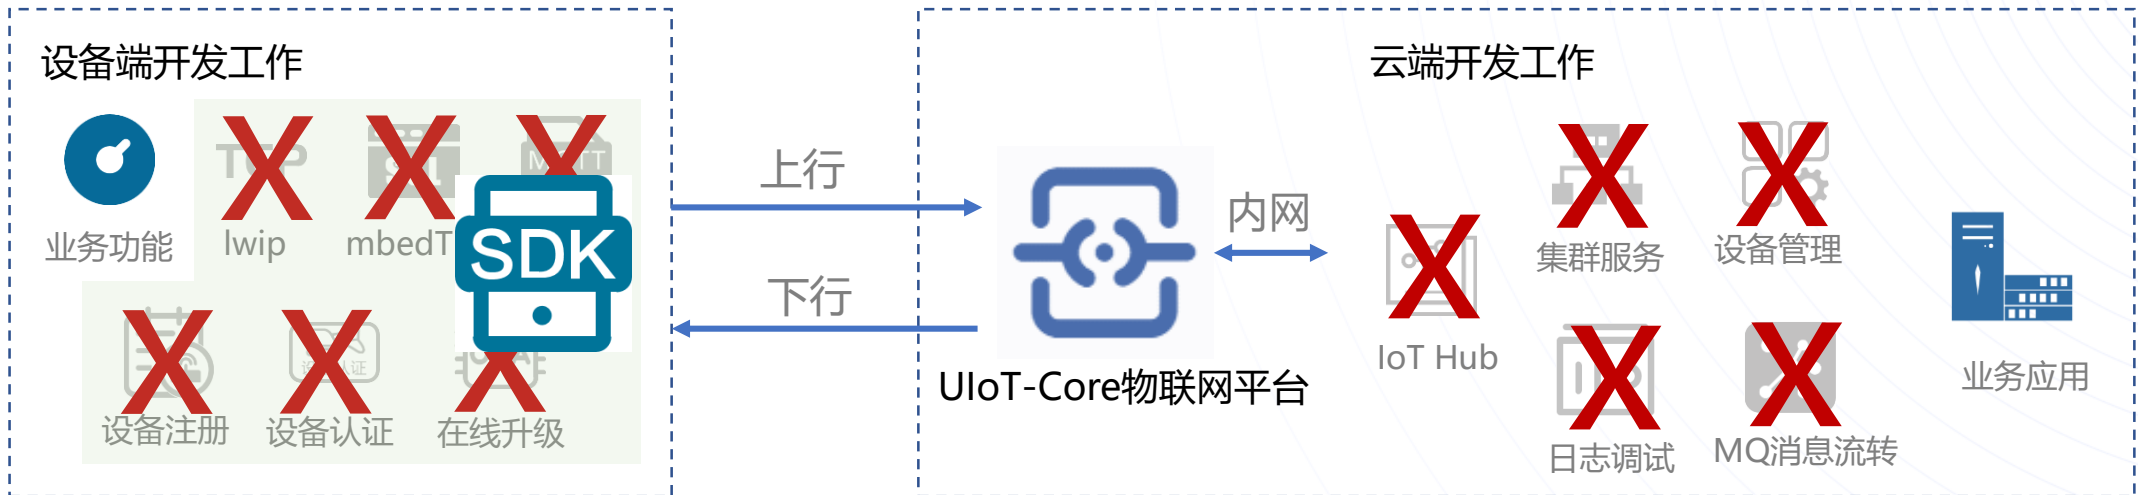 设备端开发工作
云端开发工作
TCP
SDK
业务功能
lwip
mbedT
设备注册
设备认证
在线升级
上行
下行
内网
UIoT-Core物联网平台
IoT Hub
集群服务
设备管理
日志调试
MQ消息流转
业务应用